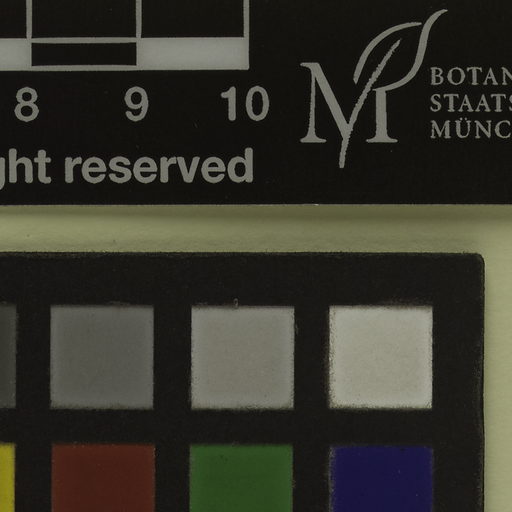 8 9 10
ght reserved
M
BOTAN
STAATS
MÜNC